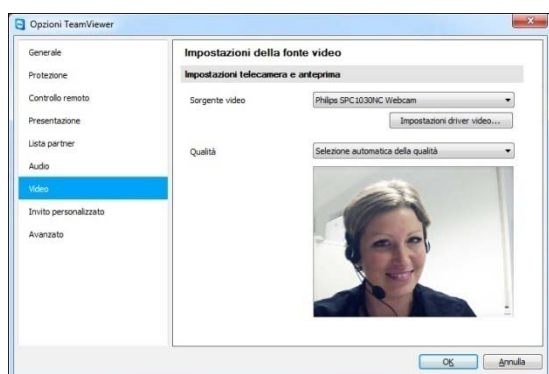 Opzioni TeamViewer
Generale
Protezione
Controllo remoto
Presentazione
Lista partner
Audio
Video
Invito personalizzato
Avanzato
Impostazioni della fonte video
Impostazioni telecamera e anteprima
Sorgente video
Philips SPC1030NC Webcam
Impostazioni driver video...
Qualità
Selezione automatica della qualità
OK
Annulla